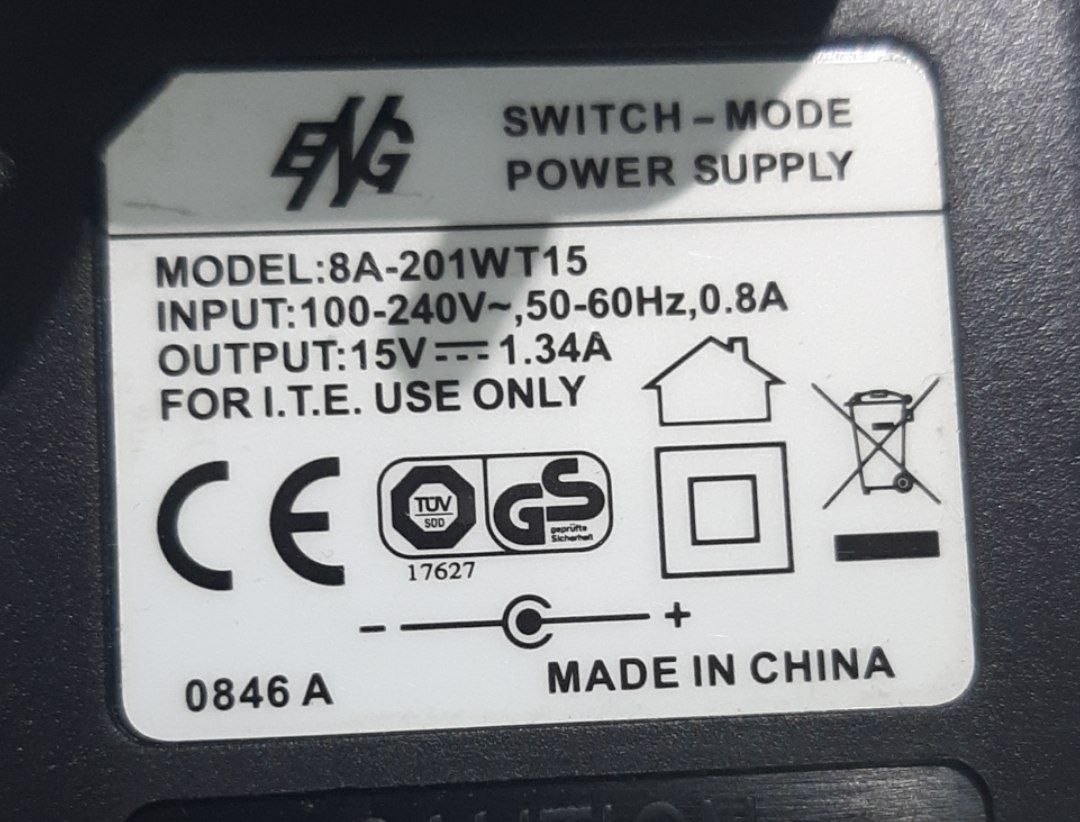 ENG
SWITCH-MODE
POWER SUPPLY
MODEL:8A-201WT15
INPUT:100-240V~,50-60Hz,0.8A
OUTPUT:15V⎓1.34A
FOR I.T.E. USE ONLY
CE
TÜV
SÜD
GS
geprüfte
Sicherheit
17627
- +
0846 A
MADE IN CHINA